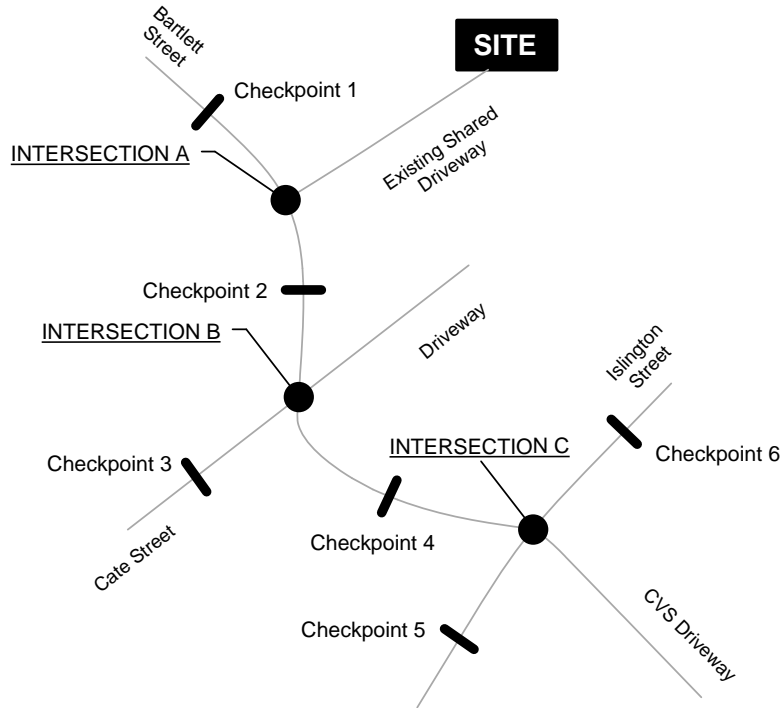 Bartlett
Street
SITE
Checkpoint 1
INTERSECTION A
Existing Shared
Driveway
Checkpoint 2
INTERSECTION B
Driveway
Islington
Street
Checkpoint 3
INTERSECTION C
Checkpoint 6
Cate Street
Checkpoint 4
CVS Driveway
Checkpoint 5